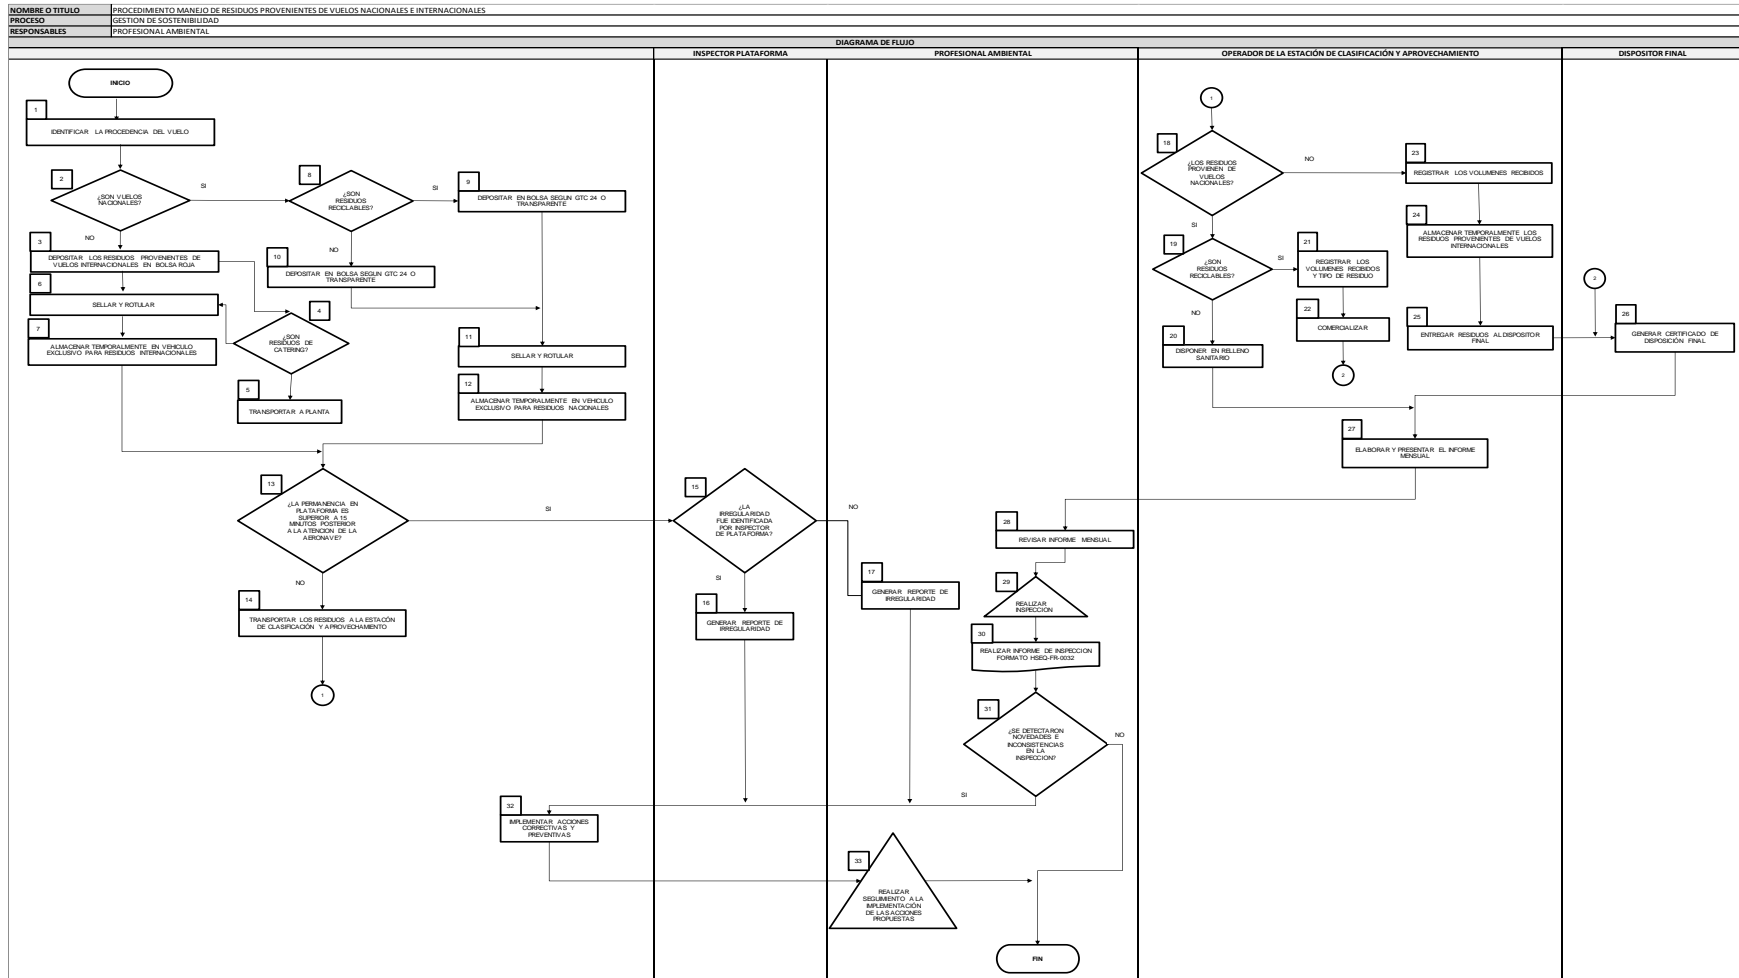 NOMBRE O TITULO PROCEDIMIENTO MANEJO DE RESIDUOS PROVENIENTES DE VUELOS NACIONALES E INTERNACIONALES
PROCESO GESTION DE SOSTENIBILIDAD
RESPONSABLES PROFESIONAL AMBIENTAL
DIAGRAMA DE FLUJO
INSPECTOR PLATAFORMA PROFESIONAL AMBIENTAL OPERADOR DE LA ESTACIÓN DE CLASIFICACIÓN Y APROVECHAMIENTO DISPOSITOR FINAL
INICIO
1
IDENTIFICAR LA PROCEDENCIA DEL VUELO
2
¿SON VUELOS
NACIONALES?
SI
NO
3
DEPOSITAR LOS RESIDUOS PROVENIENTES DE
VUELOS INTERNACIONALES EN BOLSA ROJA
6
SELLAR Y ROTULAR
7
ALMACENAR TEMPORALMENTE EN VEHICULO
EXCLUSIVO PARA RESIDUOS INTERNACIONALES
4
¿SON
RESIDUOS DE
CATERING?
5
TRANSPORTAR A PLANTA
8
¿SON
RESIDUOS
RECICLABLES?
SI
NO
9
DEPOSITAR EN BOLSA SEGUN GTC 24 O
TRANSPARENTE
10
DEPOSITAR EN BOLSA SEGUN GTC 24 O
TRANSPARENTE
11
SELLAR Y ROTULAR
12
ALMACENAR TEMPORALMENTE EN VEHICULO
EXCLUSIVO PARA RESIDUOS NACIONALES
13
¿LA PERMANENCIA EN
PLATAFORMA ES
SUPERIOR A 15
MINUTOS POSTERIOR
A LA ATENCION DE LA
AERONAVE?
SI
NO
14
TRANSPORTAR LOS RESIDUOS A LA ESTACÓN
DE CLASIFICACIÓN Y APROVECHAMIENTO
1
15
¿LA
IRREGULARIDAD
FUE IDENTIFICADA
POR INSPECTOR
DE PLATAFORMA?
NO
SI
16
GENERAR REPORTE DE
IRREGULARIDAD
17
GENERAR REPORTE DE
IRREGULARIDAD
1
18
¿LOS RESIDUOS
PROVIENEN DE
VUELOS
NACIONALES?
NO
SI
19
¿SON
RESIDUOS
RECICLABLES?
SI
NO
20
DISPONER EN RELLENO
SANITARIO
21
REGISTRAR LOS
VOLUMENES RECIBIDOS
Y TIPO DE RESIDUO
22
COMERCIALIZAR
2
23
REGISTRAR LOS VOLUMENES RECIBIDOS
24
ALMACENAR TEMPORALMENTE LOS
RESIDUOS PROVENIENTES DE VUELOS
INTERNACIONALES
25
ENTREGAR RESIDUOS AL DISPOSITOR
FINAL
2
26
GENERAR CERTIFICADO DE
DISPOSICIÓN FINAL
27
ELABORAR Y PRESENTAR EL INFORME
MENSUAL
28
REVISAR INFORME MENSUAL
29
REALIZAR
INSPECCION
30
REALIZAR INFORME DE INSPECCION
FORMATO HSEQ-FR-0032
31
¿SE DETECTARON
NOVEDADES E
INCONSISTENCIAS
EN LA
INSPECCION?
NO
SI
32
IMPLEMENTAR ACCIONES
CORRECTIVAS Y
PREVENTIVAS
33
REALIZAR
SEGUIMIENTO A LA
IMPLEMENTACIÓN
DE LAS ACCIONES
PROPUESTAS
FIN